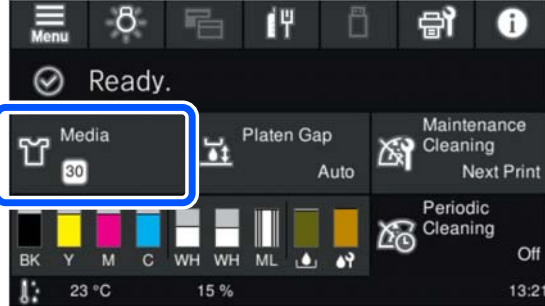 Menu
Ready.
Media
30
Platen Gap
Auto
Maintenance
Cleaning
Next Print
Periodic
Cleaning
Off
BK Y M C WH WH ML
23 °C 15 % 13:21